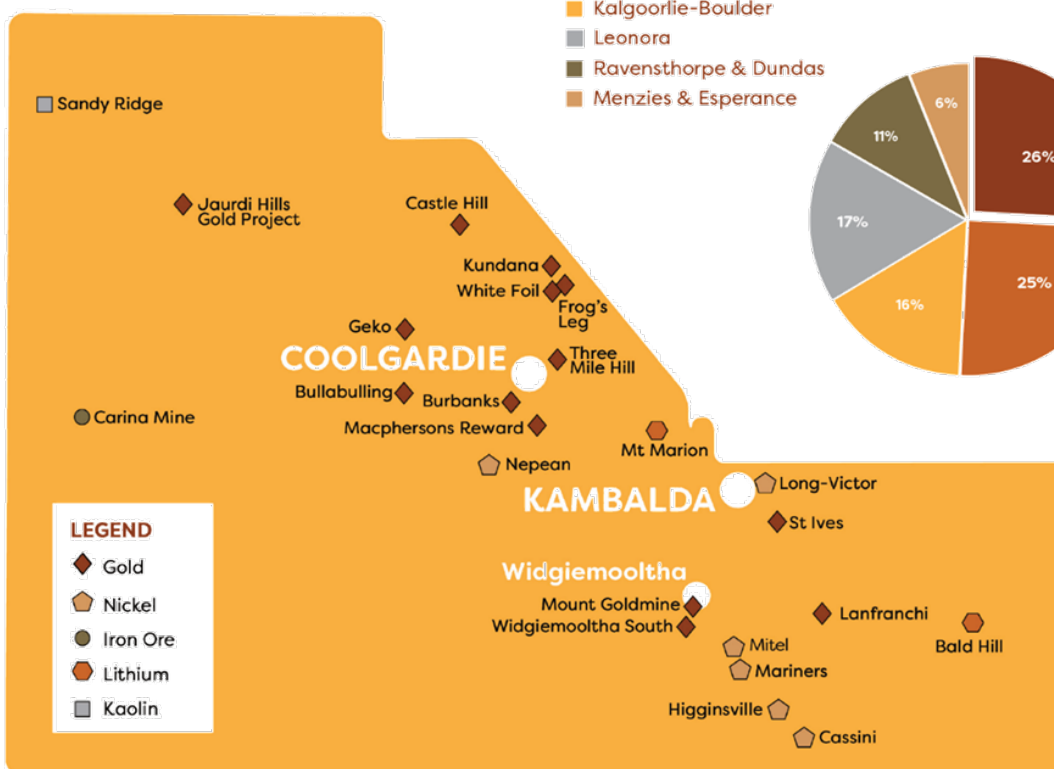 Kalgoorlie-Boulder
Leonora
Ravensthorpe & Dundas
Menzies & Esperance
6%
11%
26%
17%
25%
16%
Sandy Ridge
Jaurdi Hills
Gold Project
Castle Hill
Kundana
White Foil
Frog's
Leg
Geko
COOLGARDIE
Three
Mile Hill
Bullabulling
Burbanks
Carina Mine
Macphersons Reward
Mt Marion
Nepean
KAMBALDA
Long-Victor
St Ives
LEGEND
Gold
Nickel
Iron Ore
Lithium
Kaolin
Widgiemooltha
Mount Goldmine
Widgiemooltha South
Lanfranchi
Bald Hill
Mitel
Mariners
Higginsville
Cassini